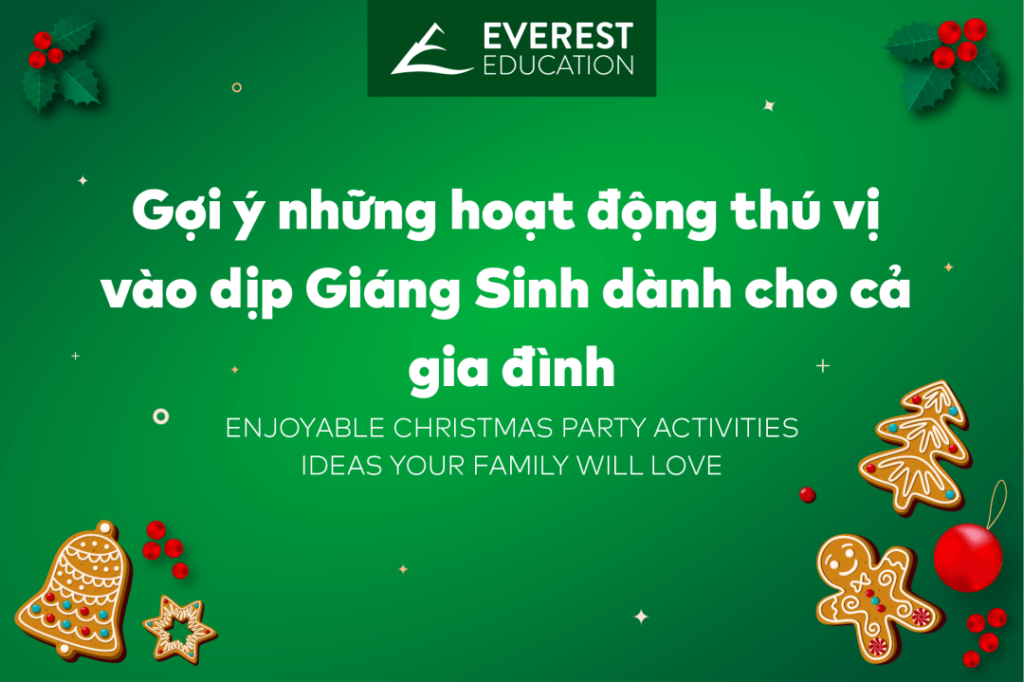 EVEREST
EDUCATION
Gợi ý những hoạt động thú vị
vào dịp Giáng Sinh dành cho cả
gia đình
ENJOYABLE CHRISTMAS PARTY ACTIVITIES
IDEAS YOUR FAMILY WILL LOVE